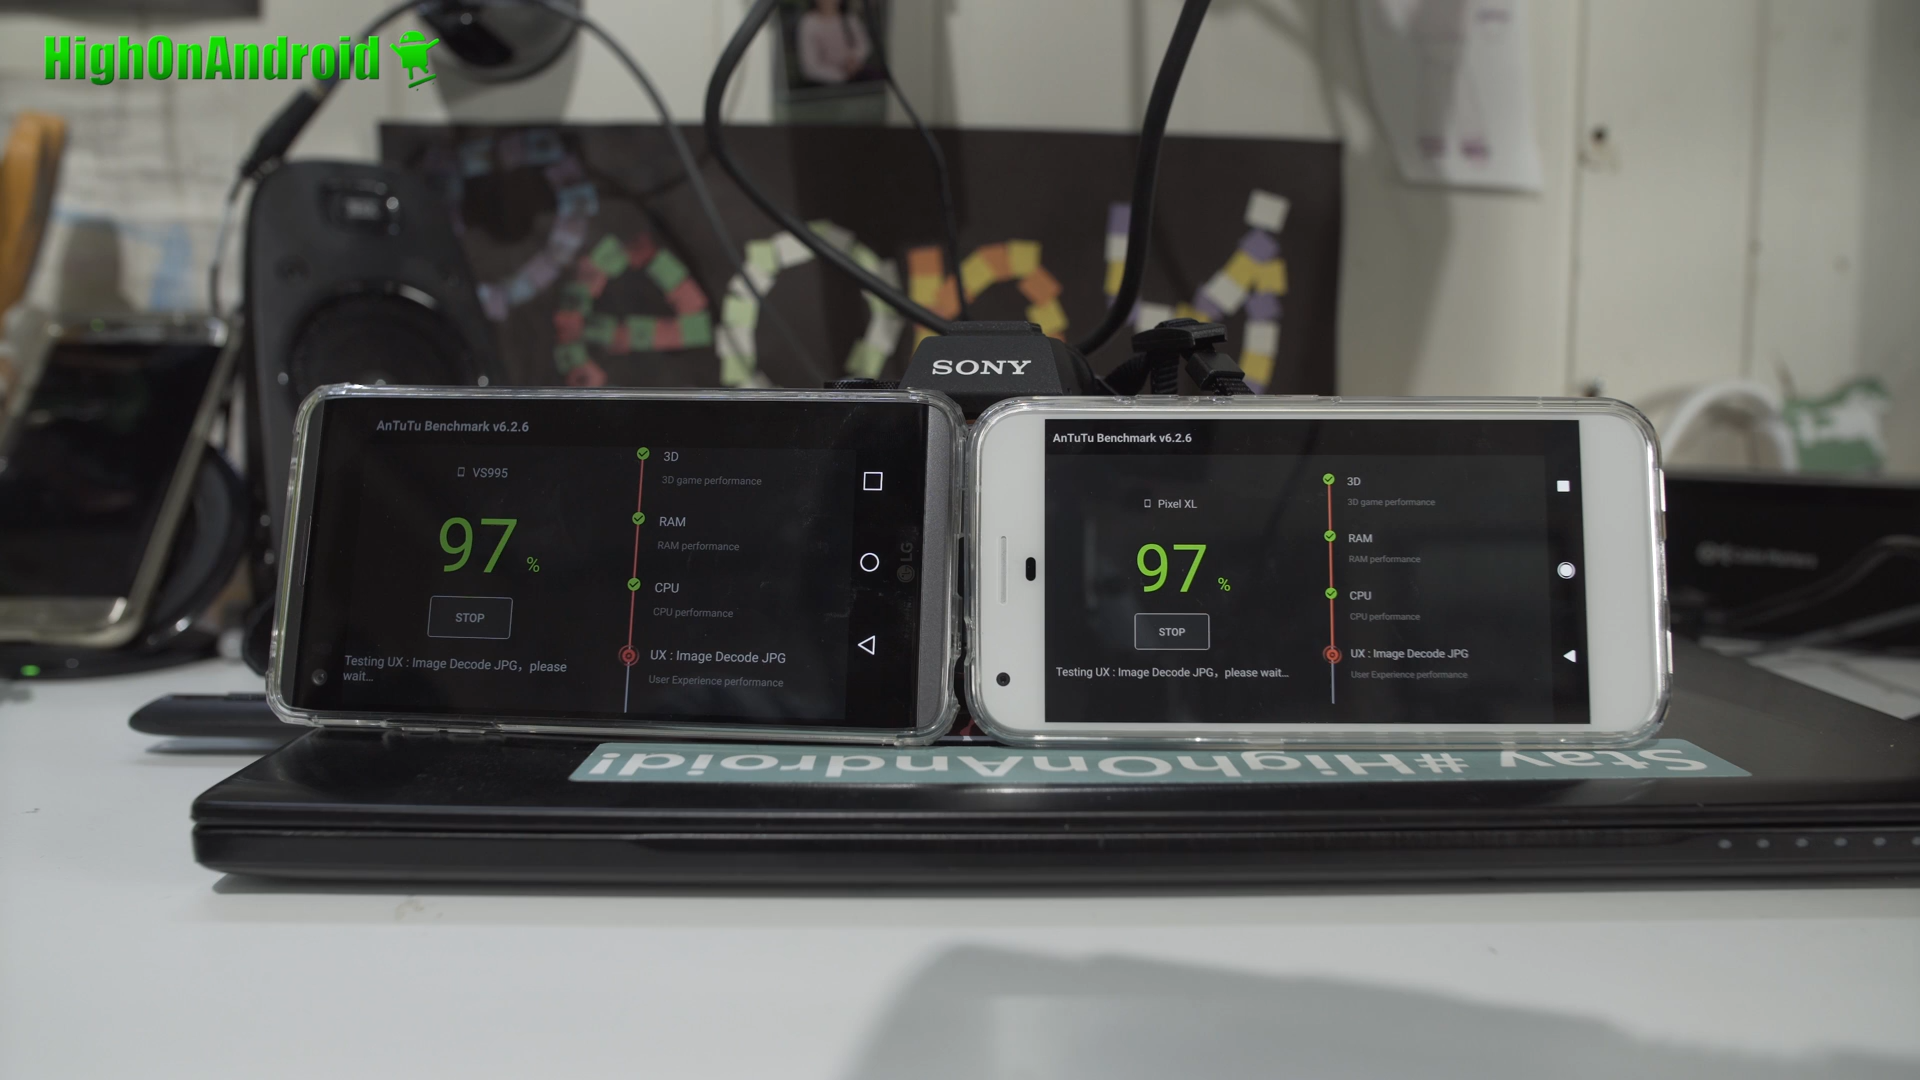 HighOnAndroid
SONY
AnTuTu Benchmark v6.2.6
VS995
97 %
STOP
Testing UX : Image Decode JPG, please
wait...
3D
3D game performance
RAM
RAM performance
CPU
CPU performance
UX : Image Decode JPG
User Experience performance
LG
AnTuTu Benchmark v6.2.6
Pixel XL
97 %
STOP
Testing UX : Image Decode JPG, please wait...
3D
3D game performance
RAM
RAM performance
CPU
CPU performance
UX : Image Decode JPG
User Experience performance
Stay #HighOnAndroid!